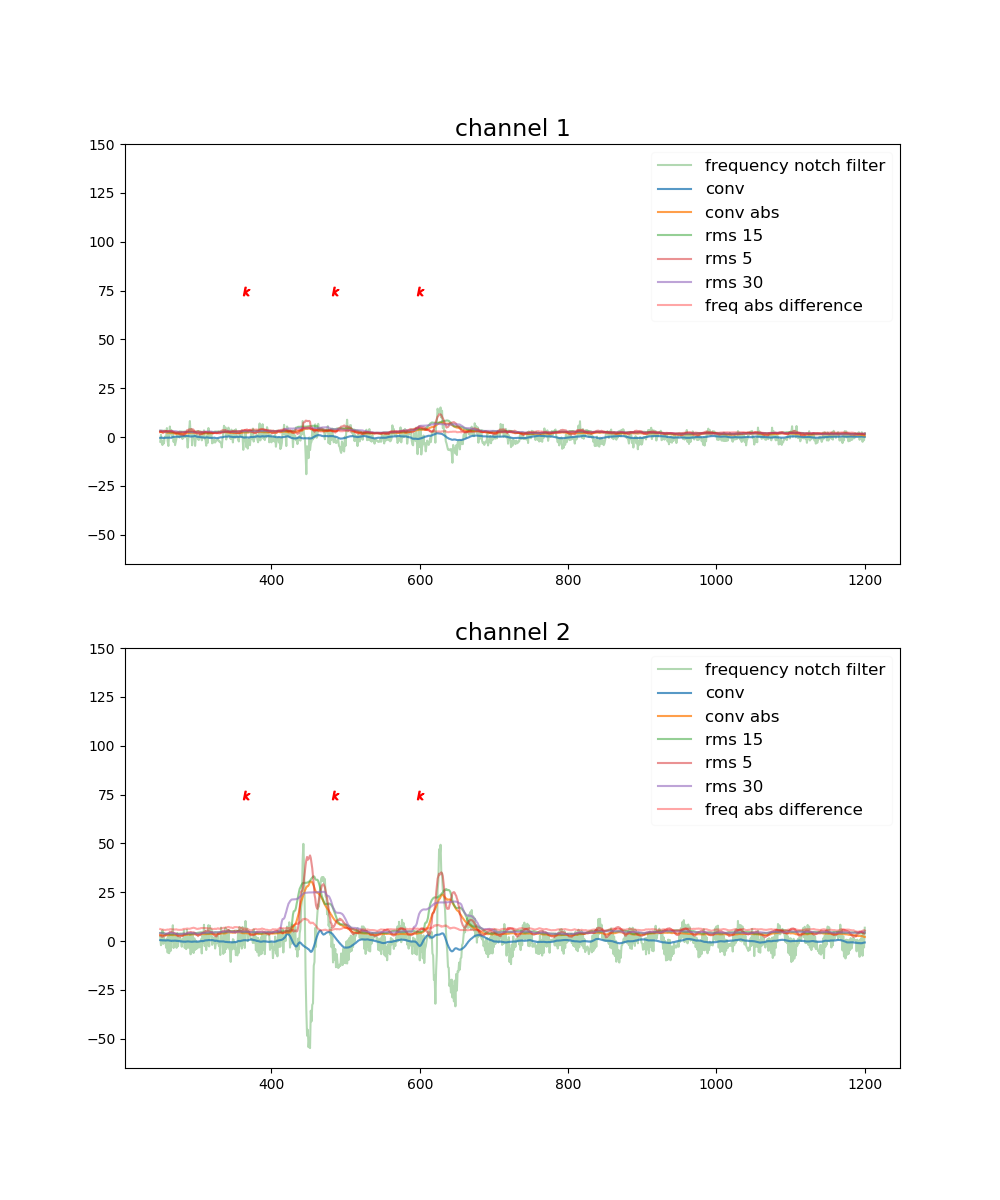 channel 1
150
125
100
75
50
25
0
−25
−50
frequency notch filter
conv
conv abs
rms 15
rms 5
rms 30
freq abs difference
k k k
400 600 800 1000 1200
channel 2
150
125
100
75
50
25
0
−25
−50
frequency notch filter
conv
conv abs
rms 15
rms 5
rms 30
freq abs difference
k k k
400 600 800 1000 1200